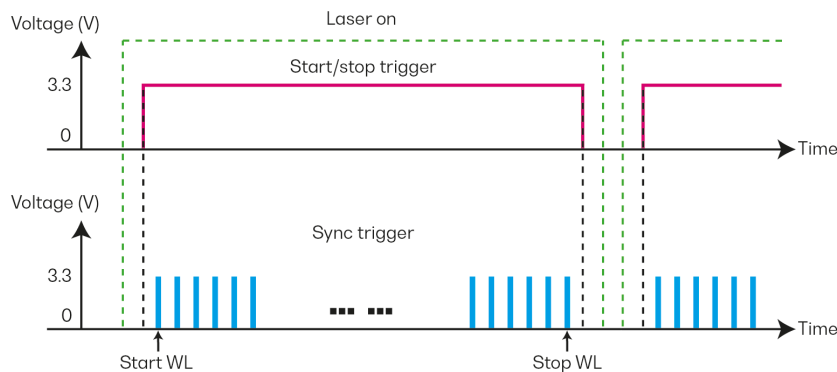 Laser on
Voltage (V)
Start/stop trigger
3.3
0
Time
Voltage (V)
Sync trigger
3.3
0
Time
Start WL
Stop WL